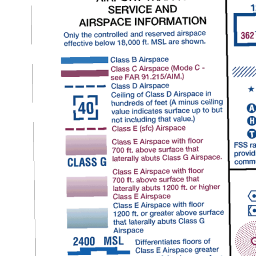 SERVICE AND
AIRSPACE INFORMATION
Only the controlled and reserved airspace
effective below 18,000 ft. MSL are shown.
Class B Airspace
Class C Airspace (Mode C -
see FAR 91.215/AIM.)
Class D Airspace
Ceiling of Class D Airspace in
hundreds of feet (A minus ceiling
value indicates surface up to but
not including that value.)
40
Class E (sfc) Airspace
Class E Airspace with floor
700 ft. above surface that
laterally abuts Class G Airspace.
CLASS G
Class E Airspace with floor
700 ft. above surface that
laterally abuts 1200 ft. or higher
Class E Airspace
Class E Airspace with floor
1200 ft. or greater above surface
that laterally abuts Class G
Airspace
2400 MSL
Differentiates floors of
Class E Airspace greater
362
A
H
T
FSS ra
provid
comm